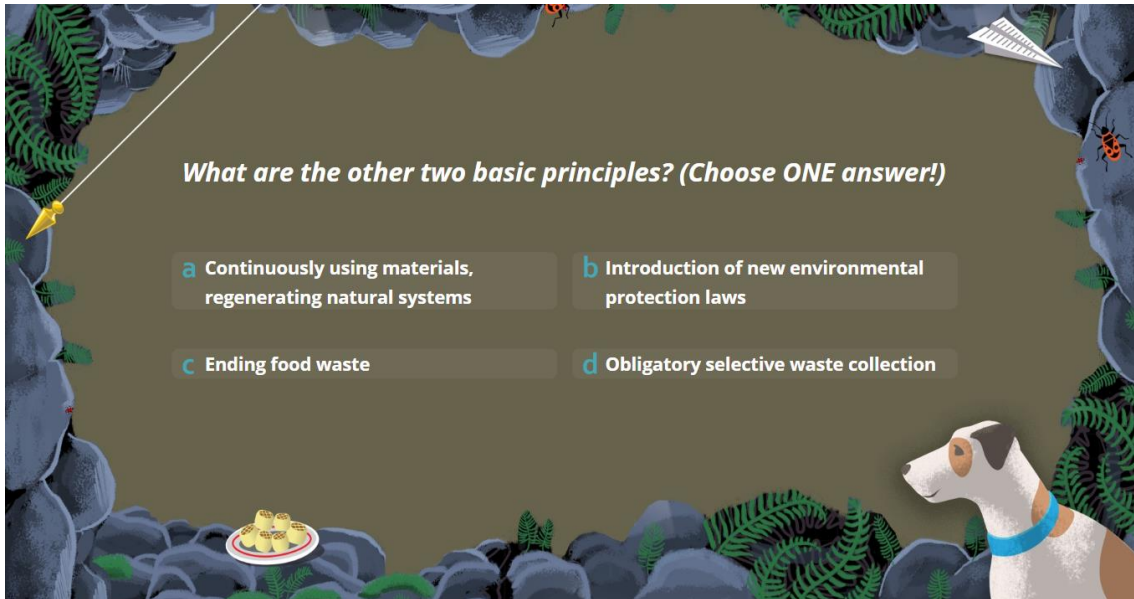 What are the other two basic principles? (Choose ONE answer!)
a Continuously using materials,
regenerating natural systems
b Introduction of new environmental
protection laws
c Ending food waste
d Obligatory selective waste collection